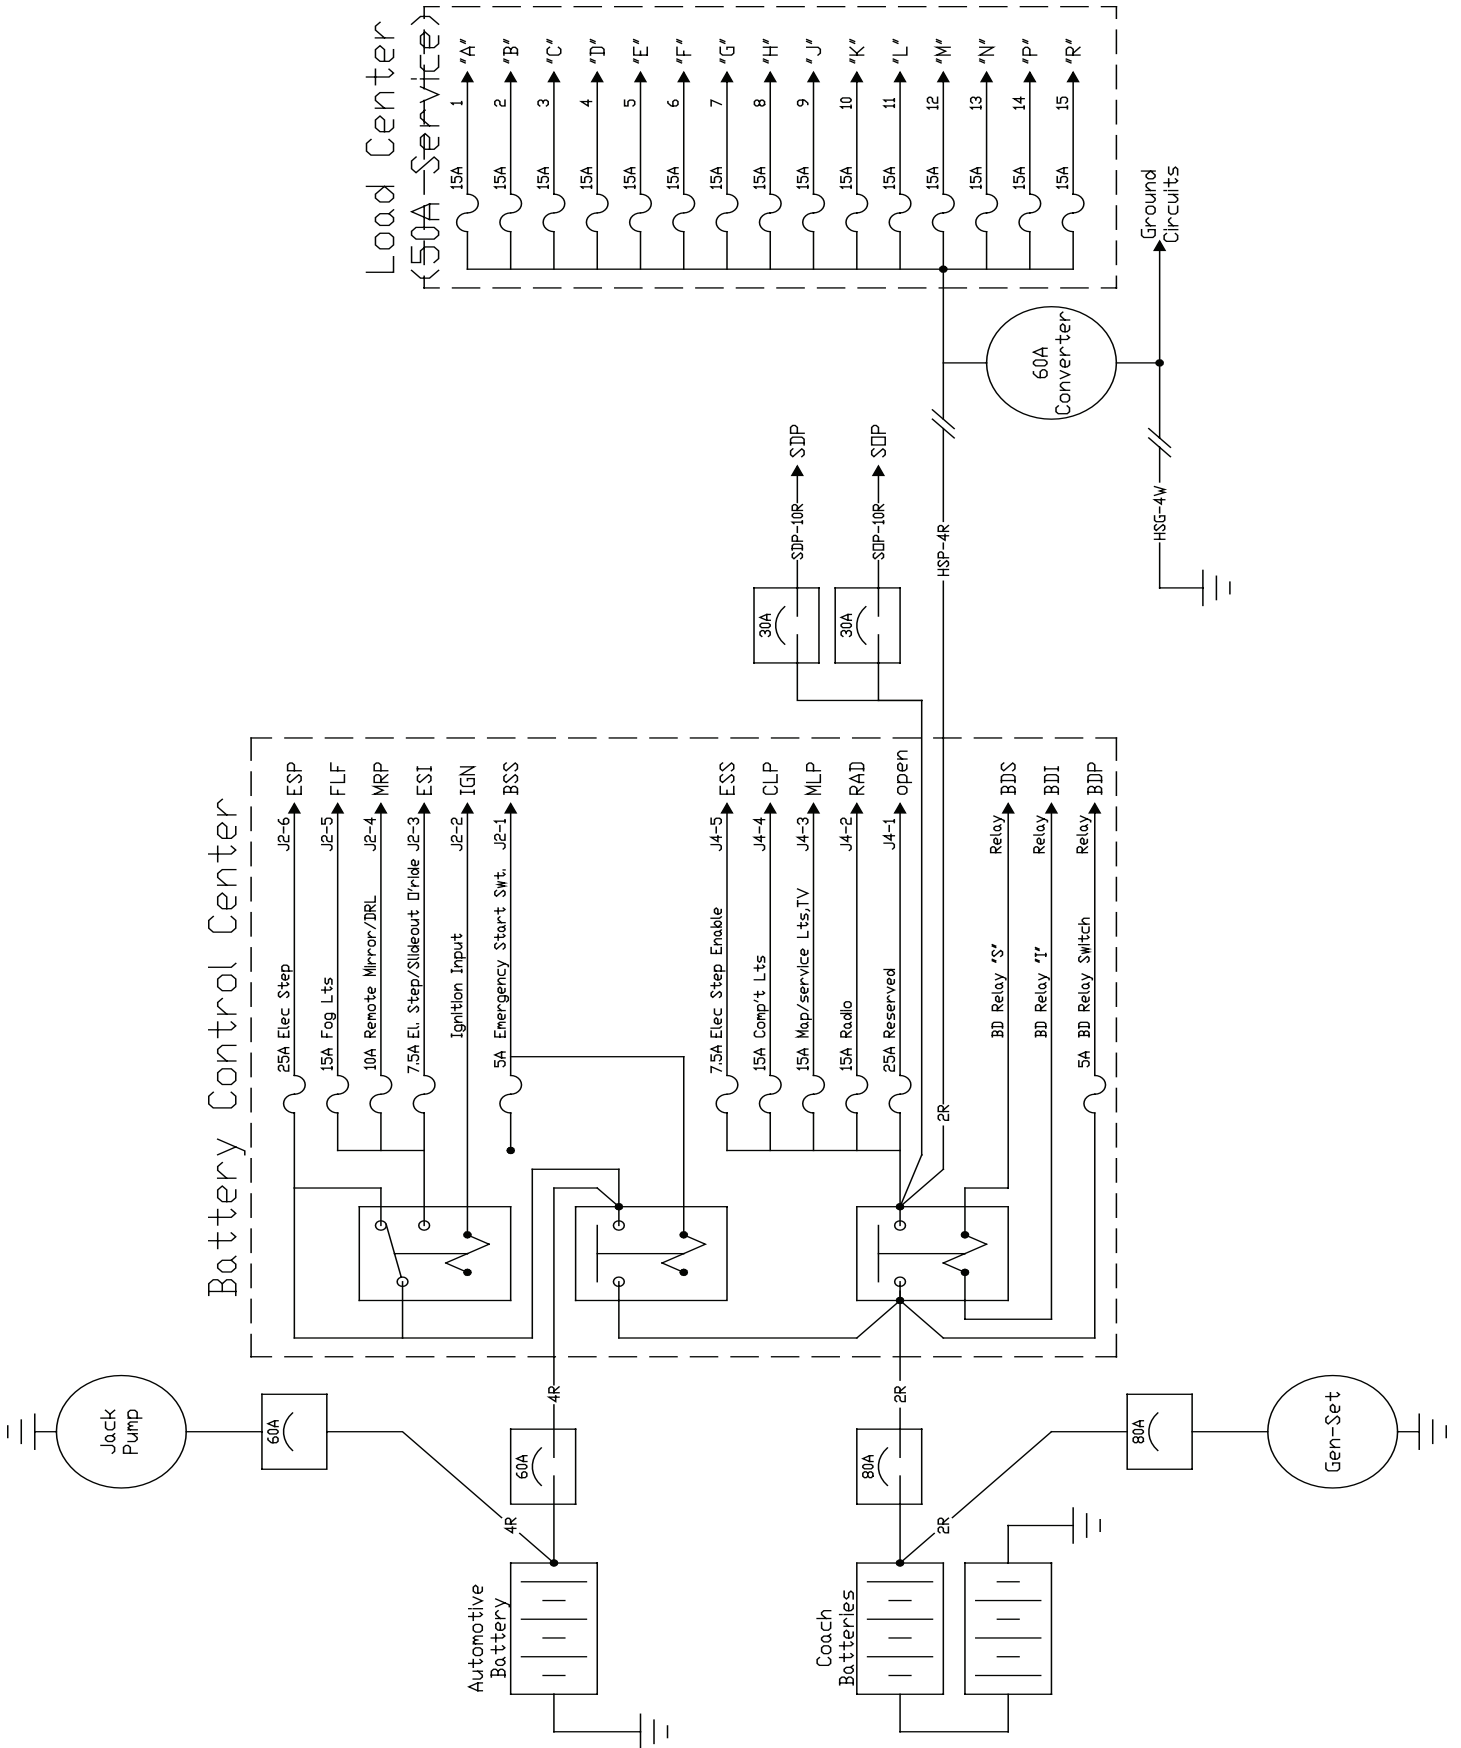 Load Center
(50A Service)
15A 1 "A"
15A 2 "B"
15A 3 "C"
15A 4 "D"
15A 5 "E"
15A 6 "F"
15A 7 "G"
15A 8 "H"
15A 9 "J"
15A 10 "K"
15A 11 "L"
15A 12 "M"
15A 13 "N"
15A 14 "P"
15A 15 "R"
Ground
Circuits
60A
Converter
HSG-4W
30A
SDP-10R
SDP
30A
SOP-10R
SOP
HSP-4R
2R
Battery Control Center
25A Elec Step J2-6 ESP
15A Fog Lts J2-5 FLF
10A Remote Mirror/DRL J2-4 MRP
7.5A El. Step/Slideout O'ride J2-3 ESI
Ignition Input J2-2 IGN
5A Emergency Start Swt. J2-1 BSS
7.5A Elec Step Enable J4-5 ESS
15A Comp't Lts J4-4 CLP
15A Map/service Lts,TV J4-3 MLP
15A Radio J4-2 RAD
25A Reserved J4-1 open
BD Relay 'S' Relay BDS
BD Relay 'I' Relay BDI
5A BD Relay Switch Relay BDP
Jack
Pump
60A
4R
60A
4R
Automotive
Battery
80A
2R
Coach
Batteries
2R
80A
Gen-Set